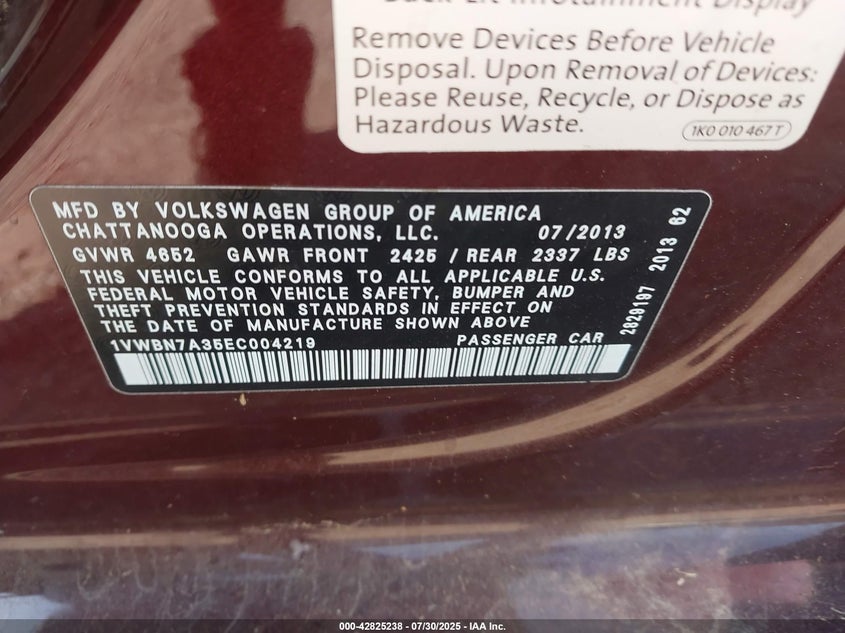 Back-Lit Infotainment Display
Remove Devices Before Vehicle
Disposal. Upon Removal of Devices:
Please Reuse, Recycle, or Dispose as
Hazardous Waste.
1K0 010 467 T
MFD BY VOLKSWAGEN GROUP OF AMERICA
CHATTANOOGA OPERATIONS, LLC. 07/2013
GVWR 4652 GAWR FRONT 2425 / REAR 2337 LBS
THIS VEHICLE CONFORMS TO ALL APPLICABLE U.S.
FEDERAL MOTOR VEHICLE SAFETY, BUMPER AND
THEFT PREVENTION STANDARDS IN EFFECT ON
THE DATE OF MANUFACTURE SHOWN ABOVE
1VWBN7A35EC004219 PASSENGER CAR
2829197 2013 62
000-42825238 - 07/30/2025 - IAA Inc.